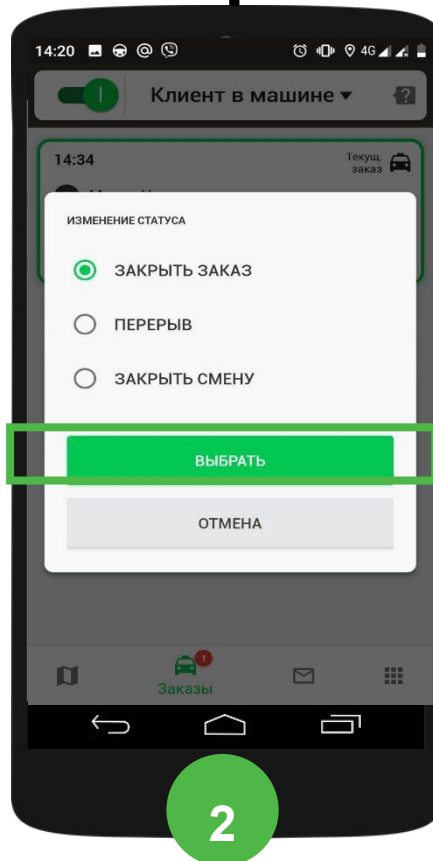 14:20 @ 4G
Клиент в машине ▾ ?
14:34
Текущ.
заказ
ИЗМЕНЕНИЕ СТАТУСА
ЗАКРЫТЬ ЗАКАЗ
ПЕРЕРЫВ
ЗАКРЫТЬ СМЕНУ
ВЫБРАТЬ
ОТМЕНА
1
Заказы
2